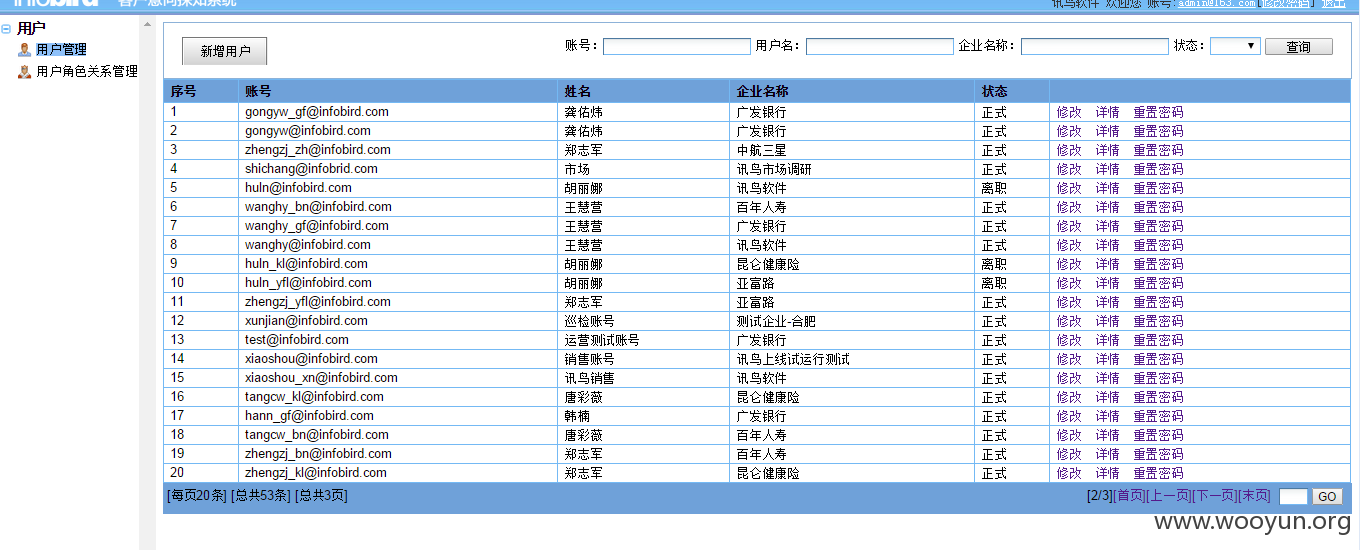 infobird 客户意向探知系统 讯鸟软件 欢迎您 账号:admin@163.com[修改密码] 退出
用户
用户管理
用户角色关系管理
新增用户 账号： 用户名： 企业名称： 状态： 查询
序号 账号 姓名 企业名称 状态
1 gongyw_gf@infobird.com 龚佑炜 广发银行 正式 修改 详情 重置密码
2 gongyw@infobird.com 龚佑炜 广发银行 正式 修改 详情 重置密码
3 zhengzj_zh@infobird.com 郑志军 中航三星 正式 修改 详情 重置密码
4 shichang@infobrid.com 市场 讯鸟市场调研 正式 修改 详情 重置密码
5 huln@infobird.com 胡丽娜 讯鸟软件 离职 修改 详情 重置密码
6 wanghy_bn@infobird.com 王慧营 百年人寿 正式 修改 详情 重置密码
7 wanghy_gf@infobird.com 王慧营 广发银行 正式 修改 详情 重置密码
8 wanghy@infobird.com 王慧营 讯鸟软件 正式 修改 详情 重置密码
9 huln_kl@infobird.com 胡丽娜 昆仑健康险 离职 修改 详情 重置密码
10 huln_yfl@infobird.com 胡丽娜 亚富路 离职 修改 详情 重置密码
11 zhengzj_yfl@infobird.com 郑志军 亚富路 正式 修改 详情 重置密码
12 xunjian@infobird.com 巡检账号 测试企业-合肥 正式 修改 详情 重置密码
13 test@infobird.com 运营测试账号 广发银行 正式 修改 详情 重置密码
14 xiaoshou@infobird.com 销售账号 讯鸟上线试运行测试 正式 修改 详情 重置密码
15 xiaoshou_xn@infobird.com 讯鸟销售 讯鸟软件 正式 修改 详情 重置密码
16 tangcw_kl@infobird.com 唐彩薇 昆仑健康险 正式 修改 详情 重置密码
17 hann_gf@infobird.com 韩楠 广发银行 正式 修改 详情 重置密码
18 tangcw_bn@infobird.com 唐彩薇 百年人寿 正式 修改 详情 重置密码
19 zhengzj_bn@infobird.com 郑志军 百年人寿 正式 修改 详情 重置密码
20 zhengzj_kl@infobird.com 郑志军 昆仑健康险 正式 修改 详情 重置密码
[每页20条] [总共53条] [总共3页] [2/3][首页][上一页][下一页][末页] GO
www.wooyun.org